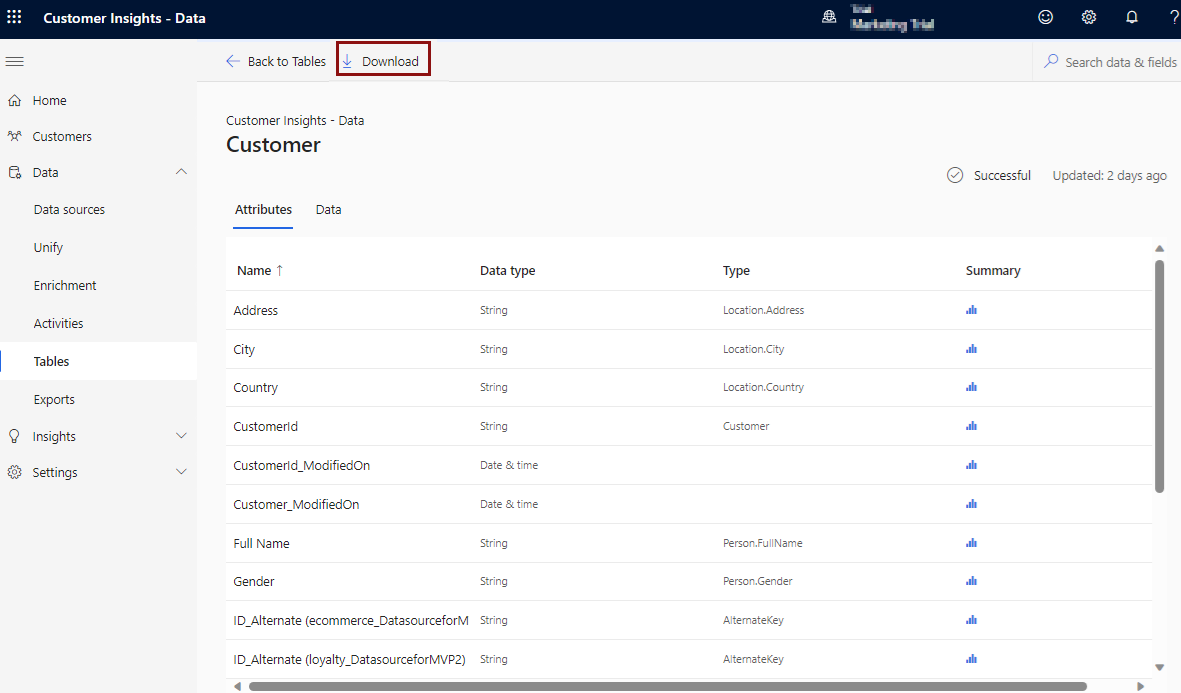 Customer Insights - Data
Trial
Marketing Trial
?
Back to Tables
Download
Search data & fields
Home
Customers
Data
Data sources
Unify
Enrichment
Activities
Tables
Exports
Insights
Settings
Customer Insights - Data
Customer
Successful
Updated: 2 days ago
Attributes Data
Name ↑ Data type Type Summary
Address String Location.Address
City String Location.City
Country String Location.Country
CustomerId String Customer
CustomerId_ModifiedOn Date & time
Customer_ModifiedOn Date & time
Full Name String Person.FullName
Gender String Person.Gender
ID_Alternate (ecommerce_DatasourceforM String AlternateKey
ID_Alternate (loyalty_DatasourceforMVP2) String AlternateKey